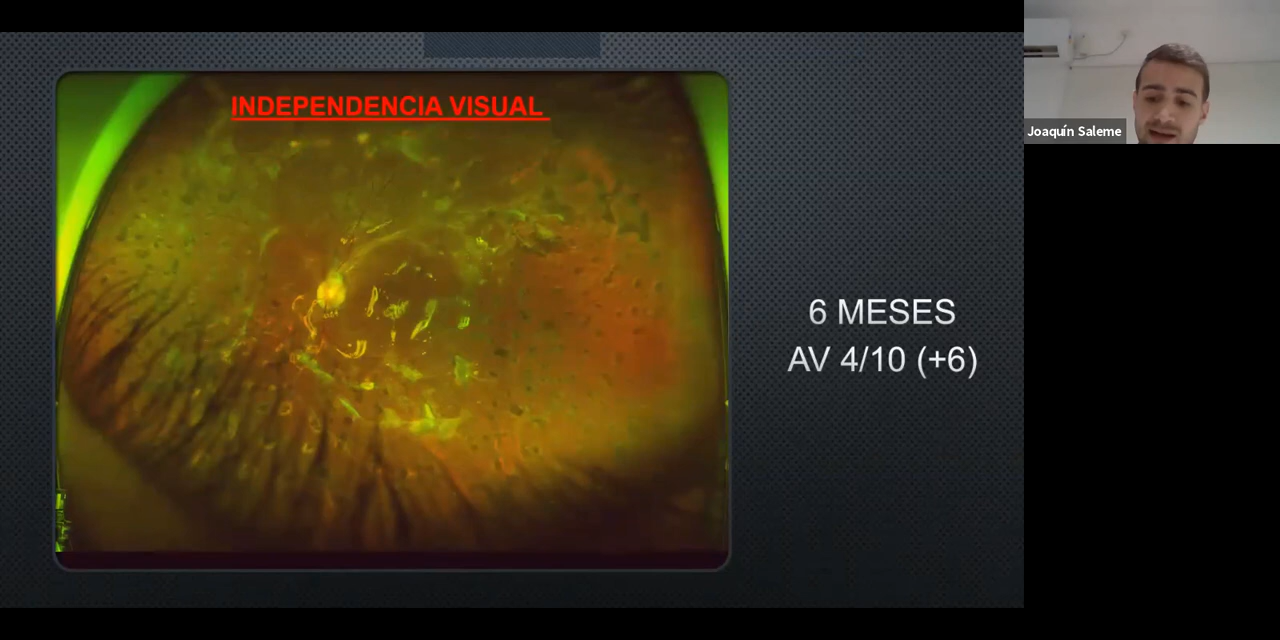 INDEPENDENCIA VISUAL
6 MESES
AV 4/10 (+6)
Joaquín Saleme